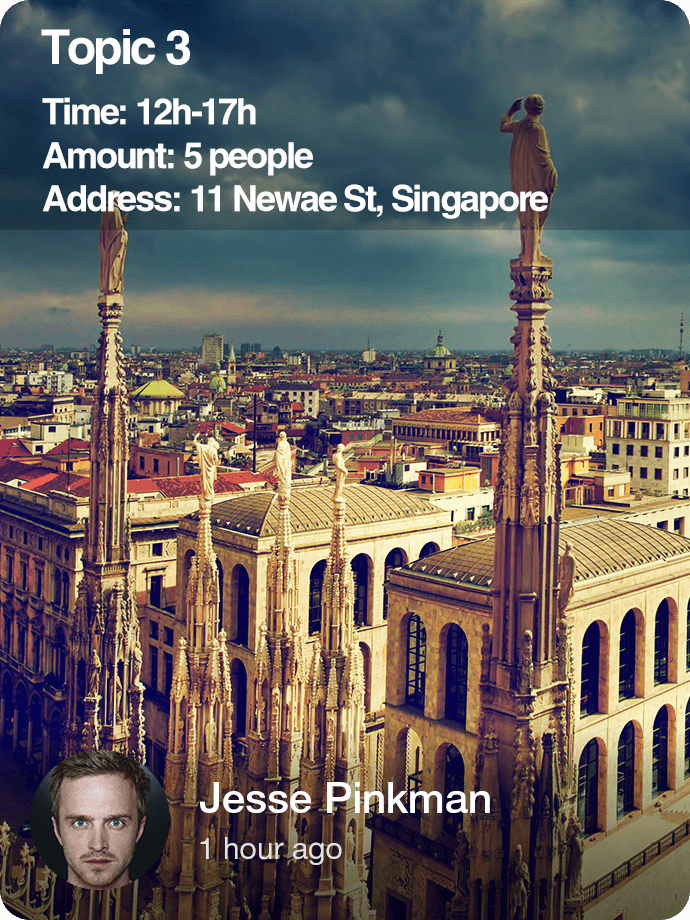 Topic 3
Time: 12h-17h
Amount: 5 people
Address: 11 Newae St, Singapore
Jesse Pinkman
1 hour ago